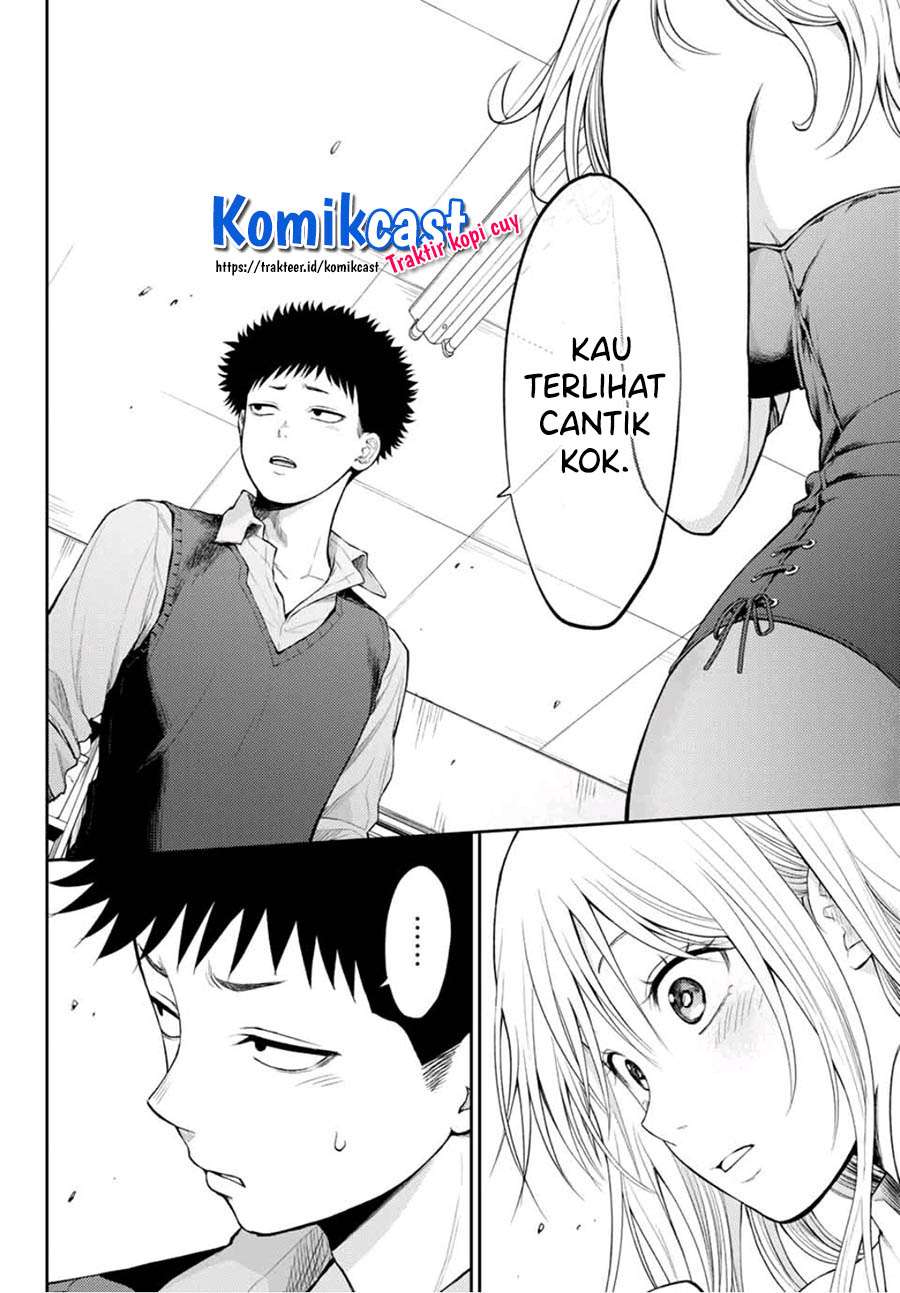 Komikcast
Traktir kopi cuy
https://trakteer.id/komikcast
KAU
TERLIHAT
CANTIK
KOK.
........